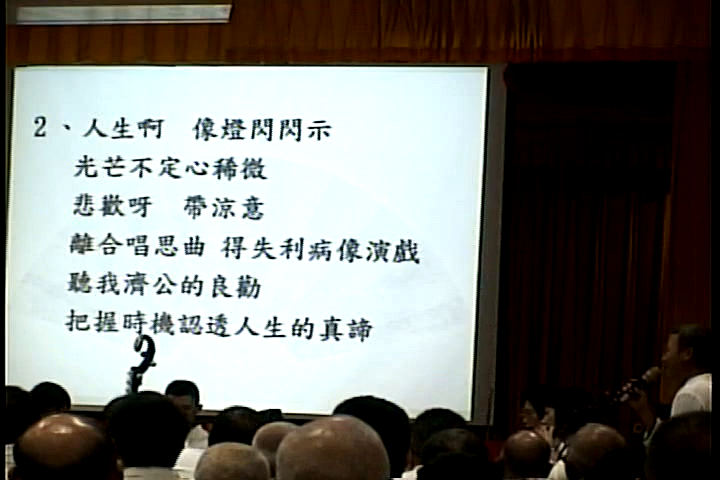 2、人生啊 像燈閃閃示
光芒不定心稀微
悲歡呀 帶涼意
離合唱思曲 得失利病像演戲
聽我濟公的良勸
把握時機認透人生的真諦